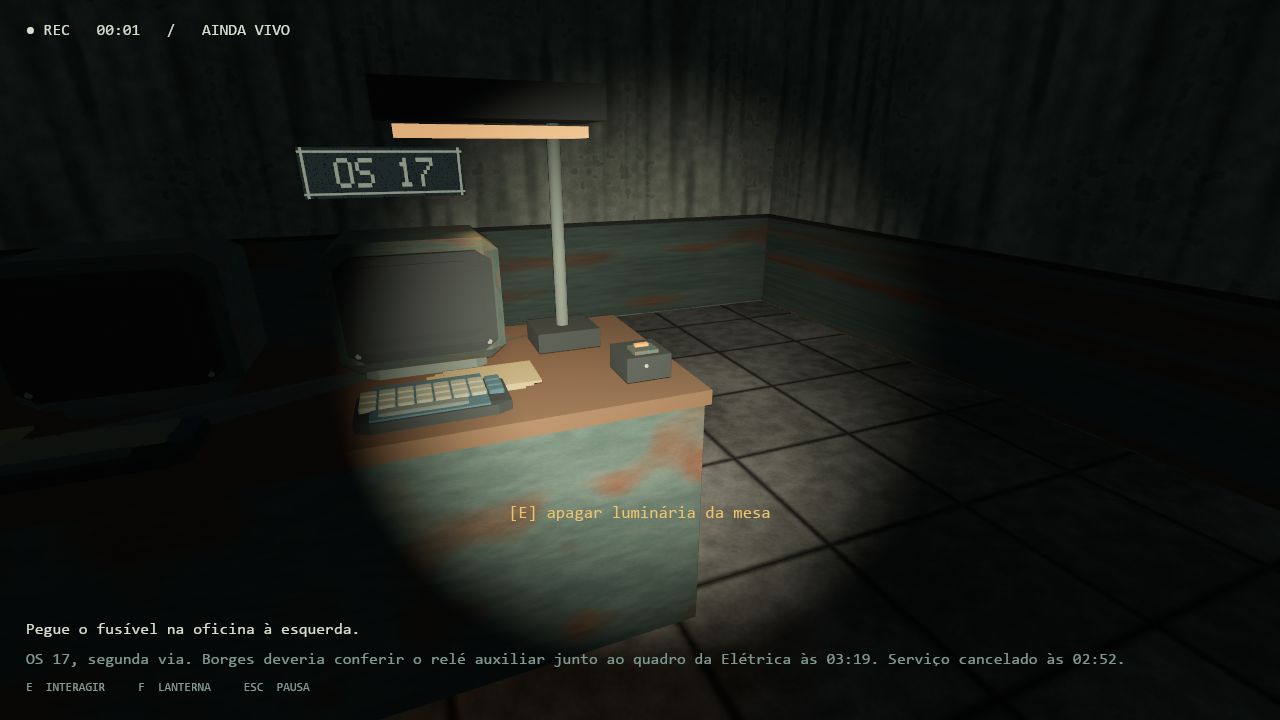 ● REC 00:01 / AINDA VIVO
OS 17
[E] apagar luminária da mesa
Pegue o fusível na oficina à esquerda.
OS 17, segunda via. Borges deveria conferir o relé auxiliar junto ao quadro da Elétrica às 03:19. Serviço cancelado às 02:52.
E INTERAGIR F LANTERNA ESC PAUSA